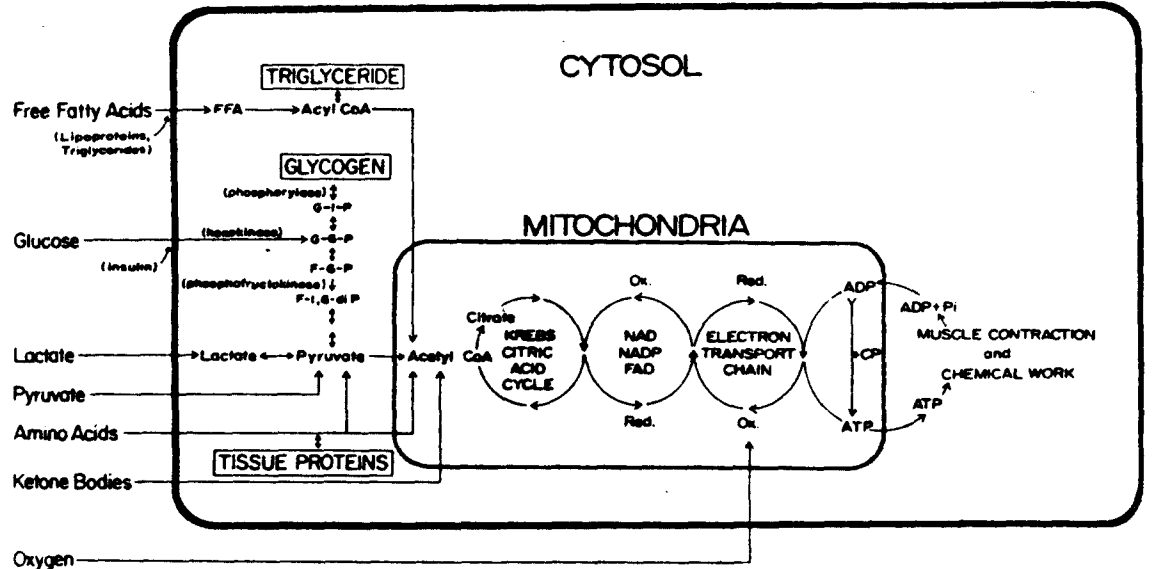 CYTOSOL
TRIGLYCERIDE
Free Fatty Acids
FFA
Acyl CoA
(Lipoproteins,
Triglycerides)
GLYCOGEN
(phosphorylase)
G-1-P
MITOCHONDRIA
Glucose
(hexokinase)
G-6-P
(insulin)
F-6-P
(phosphofructokinase)
F-1,6-diP
Ox.
Red.
ADP
ADP+Pi
Citrate
KREBS
CITRIC
ACID
CYCLE
NAD
NADP
FAD
ELECTRON
TRANSPORT
CHAIN
CP
MUSCLE CONTRACTION
and
CHEMICAL WORK
Lactate
Lactate
Pyruvate
Acetyl CoA
Pyruvate
Red.
Ox.
ATP
ATP
Amino Acids
TISSUE PROTEINS
Ketone Bodies
Oxygen